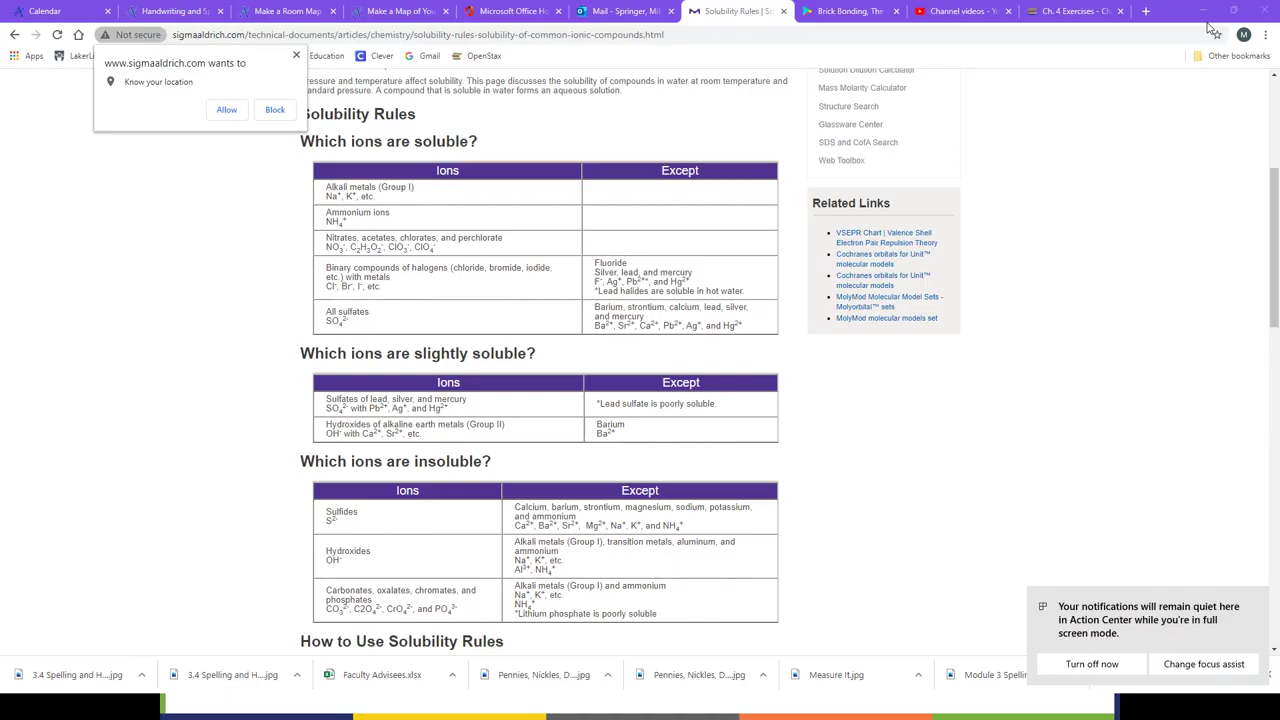 Calendar
Handwriting and Sp
Make a Room Map
Make a Map of You
Microsoft Office Ho
Mail - Springer, Mi
Solubility Rules | So
Brick Bonding, The
Channel videos - Yo
Ch. 4 Exercises - Ch
Not secure
sigmaaldrich.com/technical-documents/articles/chemistry/solubility-rules-solubility-of-common-ionic-compounds.html
M
Apps
LakerLi
Education
Clever
Gmail
OpenStax
Other bookmarks
www.sigmaaldrich.com wants to
Know your location
Allow
Block
ressure and temperature affect solubility. This page discusses the solubility of compounds in water at room temperature and
tandard pressure. A compound that is soluble in water forms an aqueous solution.
olubility Rules
Which ions are soluble?
Ions
Except
Alkali metals (Group I)
Na⁺, K⁺, etc.
Ammonium ions
NH₄⁺
Nitrates, acetates, chlorates, and perchlorate
NO₃⁻, C₂H₃O₂⁻, ClO₃⁻, ClO₄⁻
Binary compounds of halogens (chloride, bromide, iodide,
etc.) with metals
Cl⁻, Br⁻, I⁻, etc.
Fluoride
Silver, lead, and mercury
F⁻, Ag⁺, Pb²⁺*, and Hg²⁺
*Lead halides are soluble in hot water.
All sulfates
SO₄²⁻
Barium, strontium, calcium, lead, silver,
and mercury
Ba²⁺, Sr²⁺, Ca²⁺, Pb²⁺, Ag⁺, and Hg²⁺
Which ions are slightly soluble?
Ions
Except
Sulfates of lead, silver, and mercury
SO₄²⁻ with Pb²⁺, Ag⁺, and Hg²⁺
*Lead sulfate is poorly soluble.
Hydroxides of alkaline earth metals (Group II)
OH⁻ with Ca²⁺, Sr²⁺, etc.
Barium
Ba²⁺
Which ions are insoluble?
Ions
Except
Sulfides
S²⁻
Calcium, barium, strontium, magnesium, sodium, potassium,
and ammonium
Ca²⁺, Ba²⁺, Sr²⁺, Mg²⁺, Na⁺, K⁺, and NH₄⁺
Hydroxides
OH⁻
Alkali metals (Group I), transition metals, aluminum, and
ammonium
Na⁺, K⁺, etc.
Al³⁺, NH₄⁺
Carbonates, oxalates, chromates, and
phosphates
CO₃²⁻, C2O₄²⁻, CrO₄²⁻, and PO₄³⁻
Alkali metals (Group I) and ammonium
Na⁺, K⁺, etc.
NH₄⁺
*Lithium phosphate is poorly soluble
How to Use Solubility Rules
Solution Dilution Calculator
Mass Molarity Calculator
Structure Search
Glassware Center
SDS and CofA Search
Web Toolbox
Related Links
VSEPR Chart | Valence Shell
Electron Pair Repulsion Theory
Cochranes orbitals for Unit™
molecular models
Cochranes orbitals for Unit™
molecular models
MolyMod Molecular Model Sets -
Molyorbital™ sets
MolyMod molecular models set
Your notifications will remain quiet here
in Action Center while you're in full
screen mode.
Turn off now
Change focus assist
3.4 Spelling and H....jpg
3.4 Spelling and H....jpg
Faculty Advisees.xlsx
Pennies, Nickles, D....jpg
Pennies, Nickles, D....jpg
Measure It.jpg
Module 3 Spelli